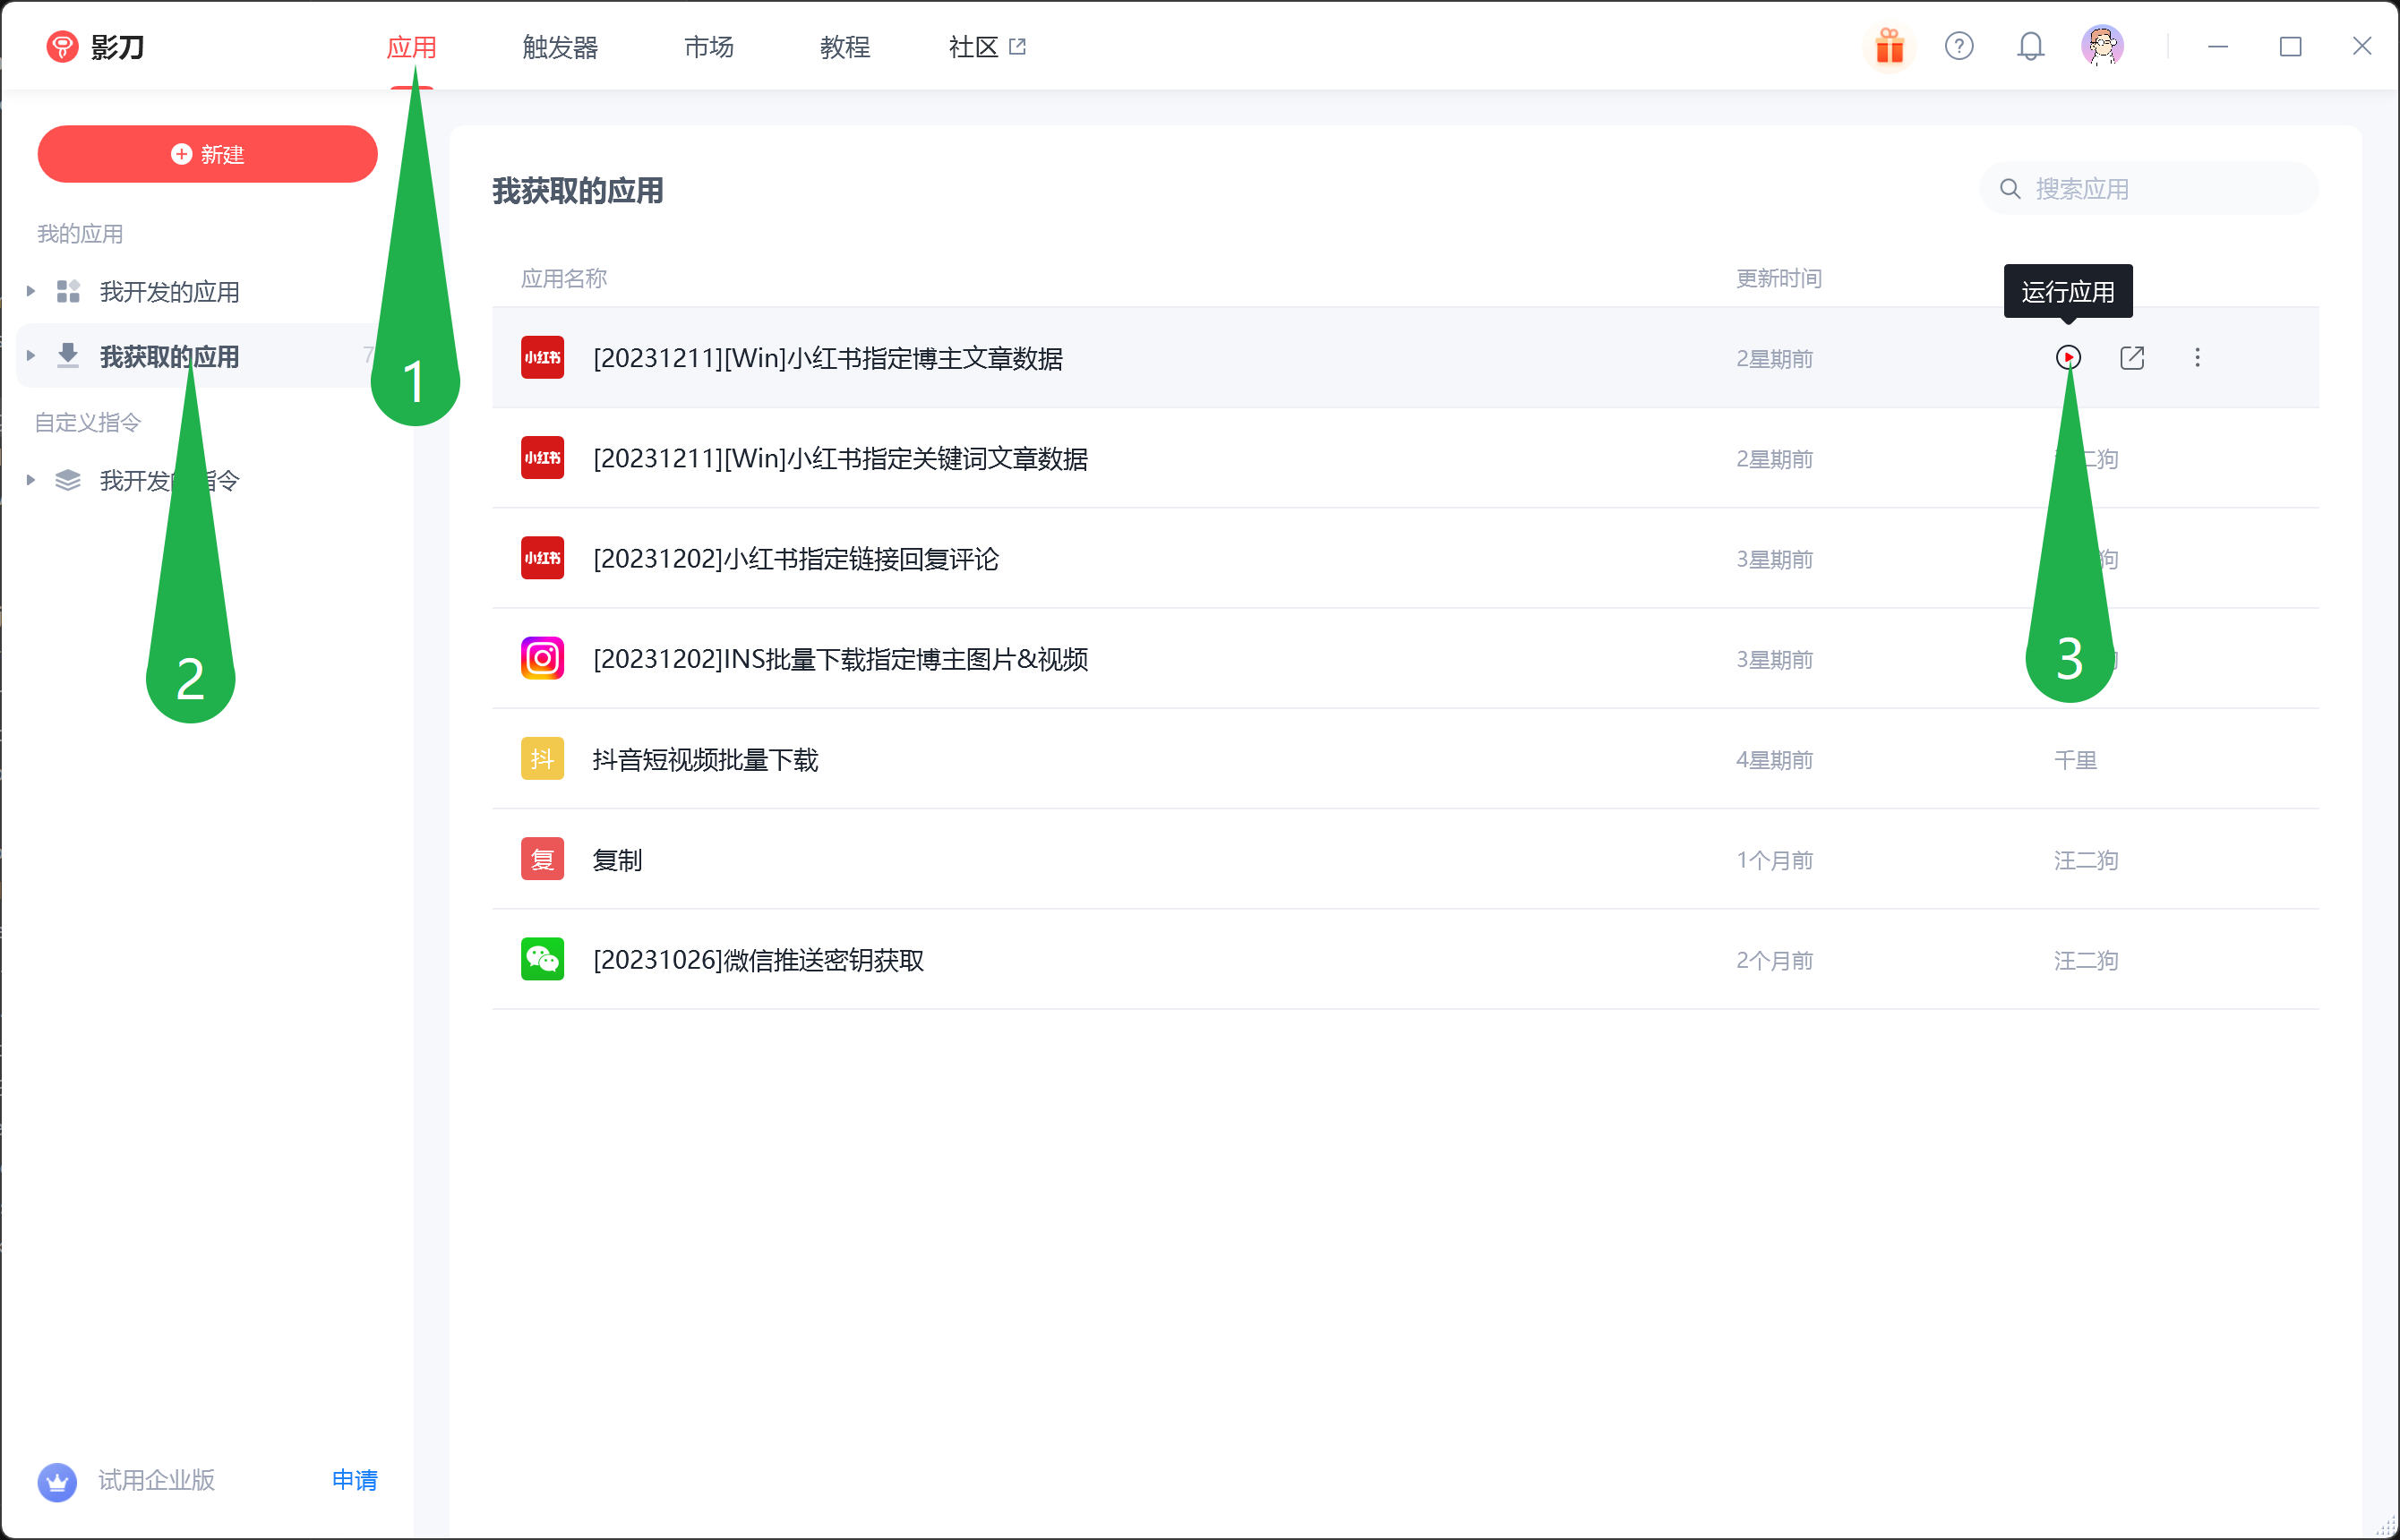 影刀
应用
触发器
市场
教程
社区
新建
我的应用
我开发的应用
我获取的应用
7
自定义指令
我开发 指令
1
2
我获取的应用
搜索应用
应用名称
更新时间
运行应用
小红书
[20231211][Win]小红书指定博主文章数据
2星期前
小红书
[20231211][Win]小红书指定关键词文章数据
2星期前
二狗
小红书
[20231202]小红书指定链接回复评论
3星期前
狗
[20231202]INS批量下载指定博主图片&视频
3星期前
3
抖
抖音短视频批量下载
4星期前
千里
复
复制
1个月前
汪二狗
[20231026]微信推送密钥获取
2个月前
汪二狗
试用企业版
申请